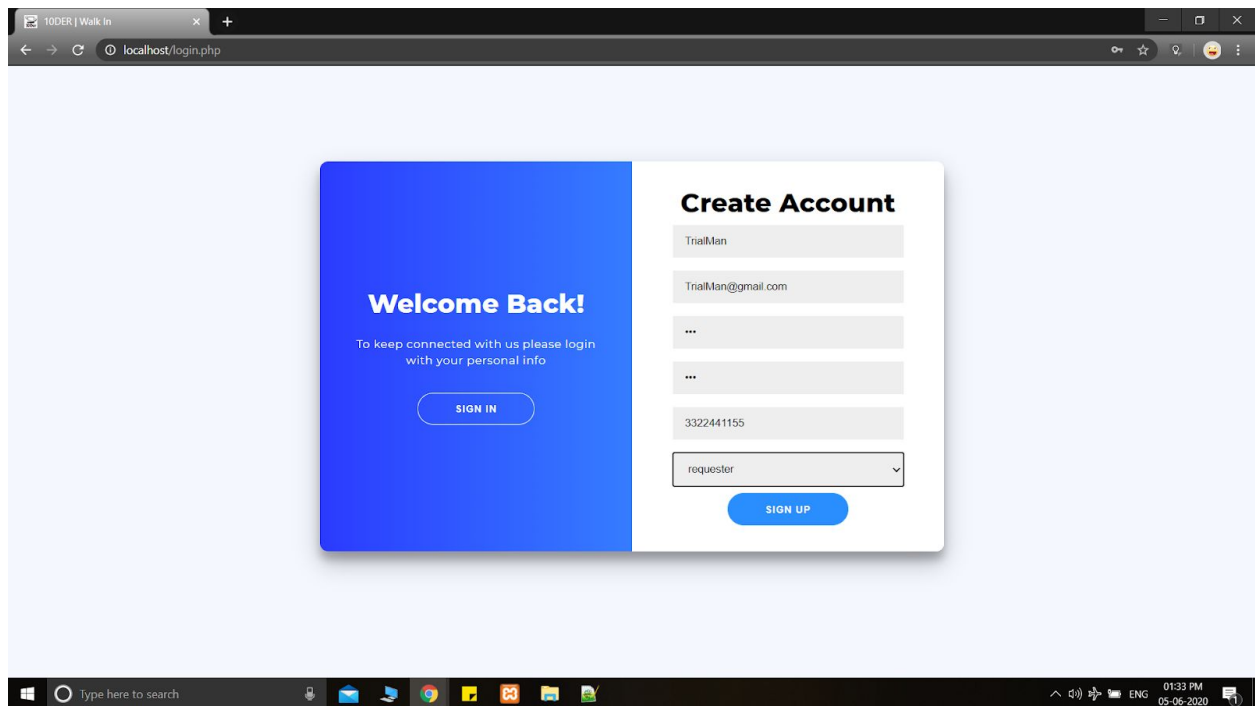 10DER | Walk In
localhost/login.php
Create Account
TrialMan
TrialMan@gmail.com
•••
•••
3322441155
requester
SIGN UP
Welcome Back!
To keep connected with us please login
with your personal info
SIGN IN
Type here to search
ENG
01:33 PM
05-06-2020
1